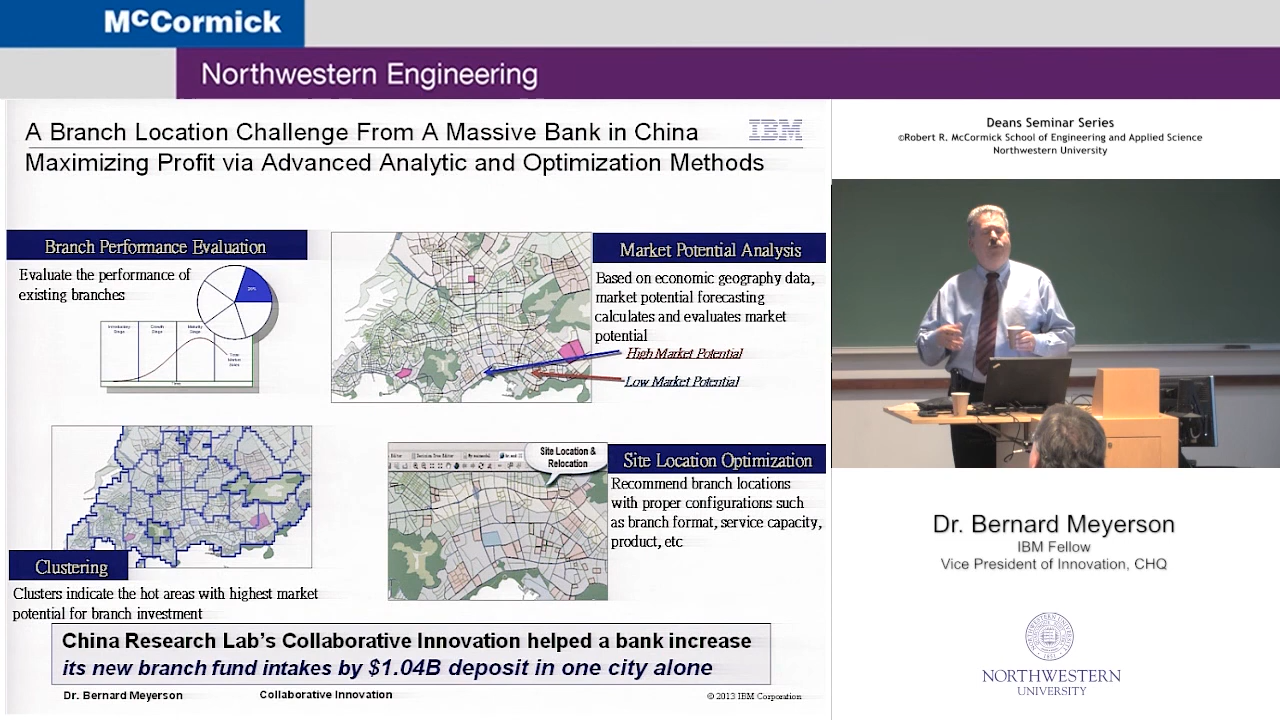 McCormick
Northwestern Engineering
A Branch Location Challenge From A Massive Bank in China
IBM
Maximizing Profit via Advanced Analytic and Optimization Methods
Deans Seminar Series
©Robert R. McCormick School of Engineering and Applied Science
Northwestern University
Branch Performance Evaluation
Evaluate the performance of
existing branches
Introductory Stage
Growth Stage
Maturity Stage
Market Potential Analysis
Based on economic geography data,
market potential forecasting
calculates and evaluates market
potential
High Market Potential
Low Market Potential
Clustering
Clusters indicate the hot areas with highest market
potential for branch investment
Site Location &
Relocation
Site Location Optimization
Recommend branch locations
with proper configurations such
as branch format, service capacity,
product, etc
China Research Lab's Collaborative Innovation helped a bank increase
its new branch fund intakes by $1.04B deposit in one city alone
Dr. Bernard Meyerson
Collaborative Innovation
© 2013 IBM Corporation
Dr. Bernard Meyerson
IBM Fellow
Vice President of Innovation, CHQ
NORTHWESTERN
UNIVERSITY